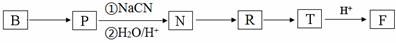 B P ①NaCN ②H₂O/H⁺ N R T H⁺ F